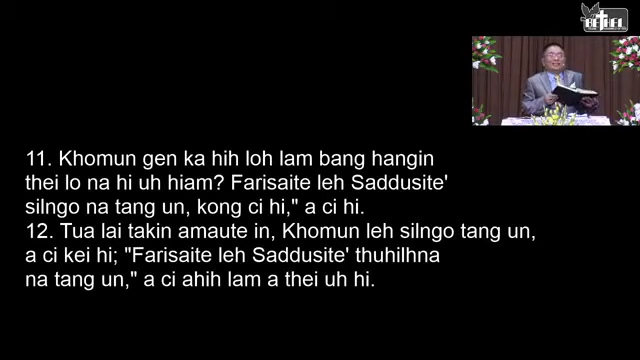 BETHEL
11. Khomun gen ka hih loh lam bang hangin
thei lo na hi uh hiam? Farisaite leh Saddusite'
silngo na tang un, kong ci hi," a ci hi.
12. Tua lai takin amaute in, Khomun leh silngo tang un,
a ci kei hi; "Farisaite leh Saddusite' thuhilhna
na tang un," a ci ahih lam a thei uh hi.